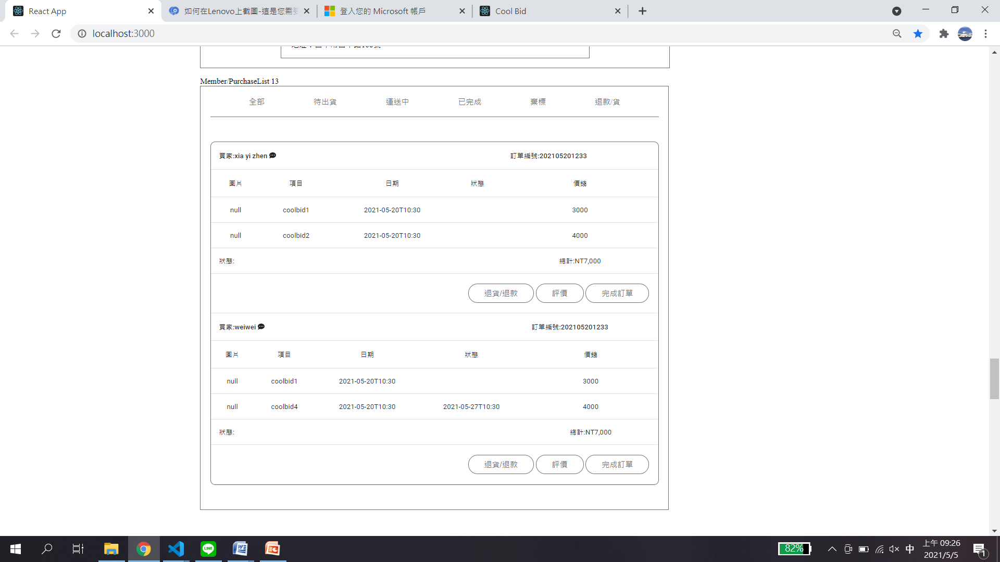 React App
如何在Lenovo上截圖-這是您需要
登入您的 Microsoft 帳戶
Cool Bid
localhost:3000
Member/PurchaseList 13
全部 待出貨 運送中 已完成 棄標 退款/貨
買家:xia yi zhen 訂單編號:202105201233
圖片 項目 日期 狀態 價錢
null coolbid1 2021-05-20T10:30 3000
null coolbid2 2021-05-20T10:30 4000
狀態: 總計:NT7,000
退貨/退款 評價 完成訂單
買家:weiwei 訂單編號:202105201233
圖片 項目 日期 狀態 價錢
null coolbid1 2021-05-20T10:30 3000
null coolbid4 2021-05-20T10:30 2021-05-27T10:30 4000
狀態: 總計:NT7,000
退貨/退款 評價 完成訂單
LINE
82%
中
上午 09:26
2021/5/5
1